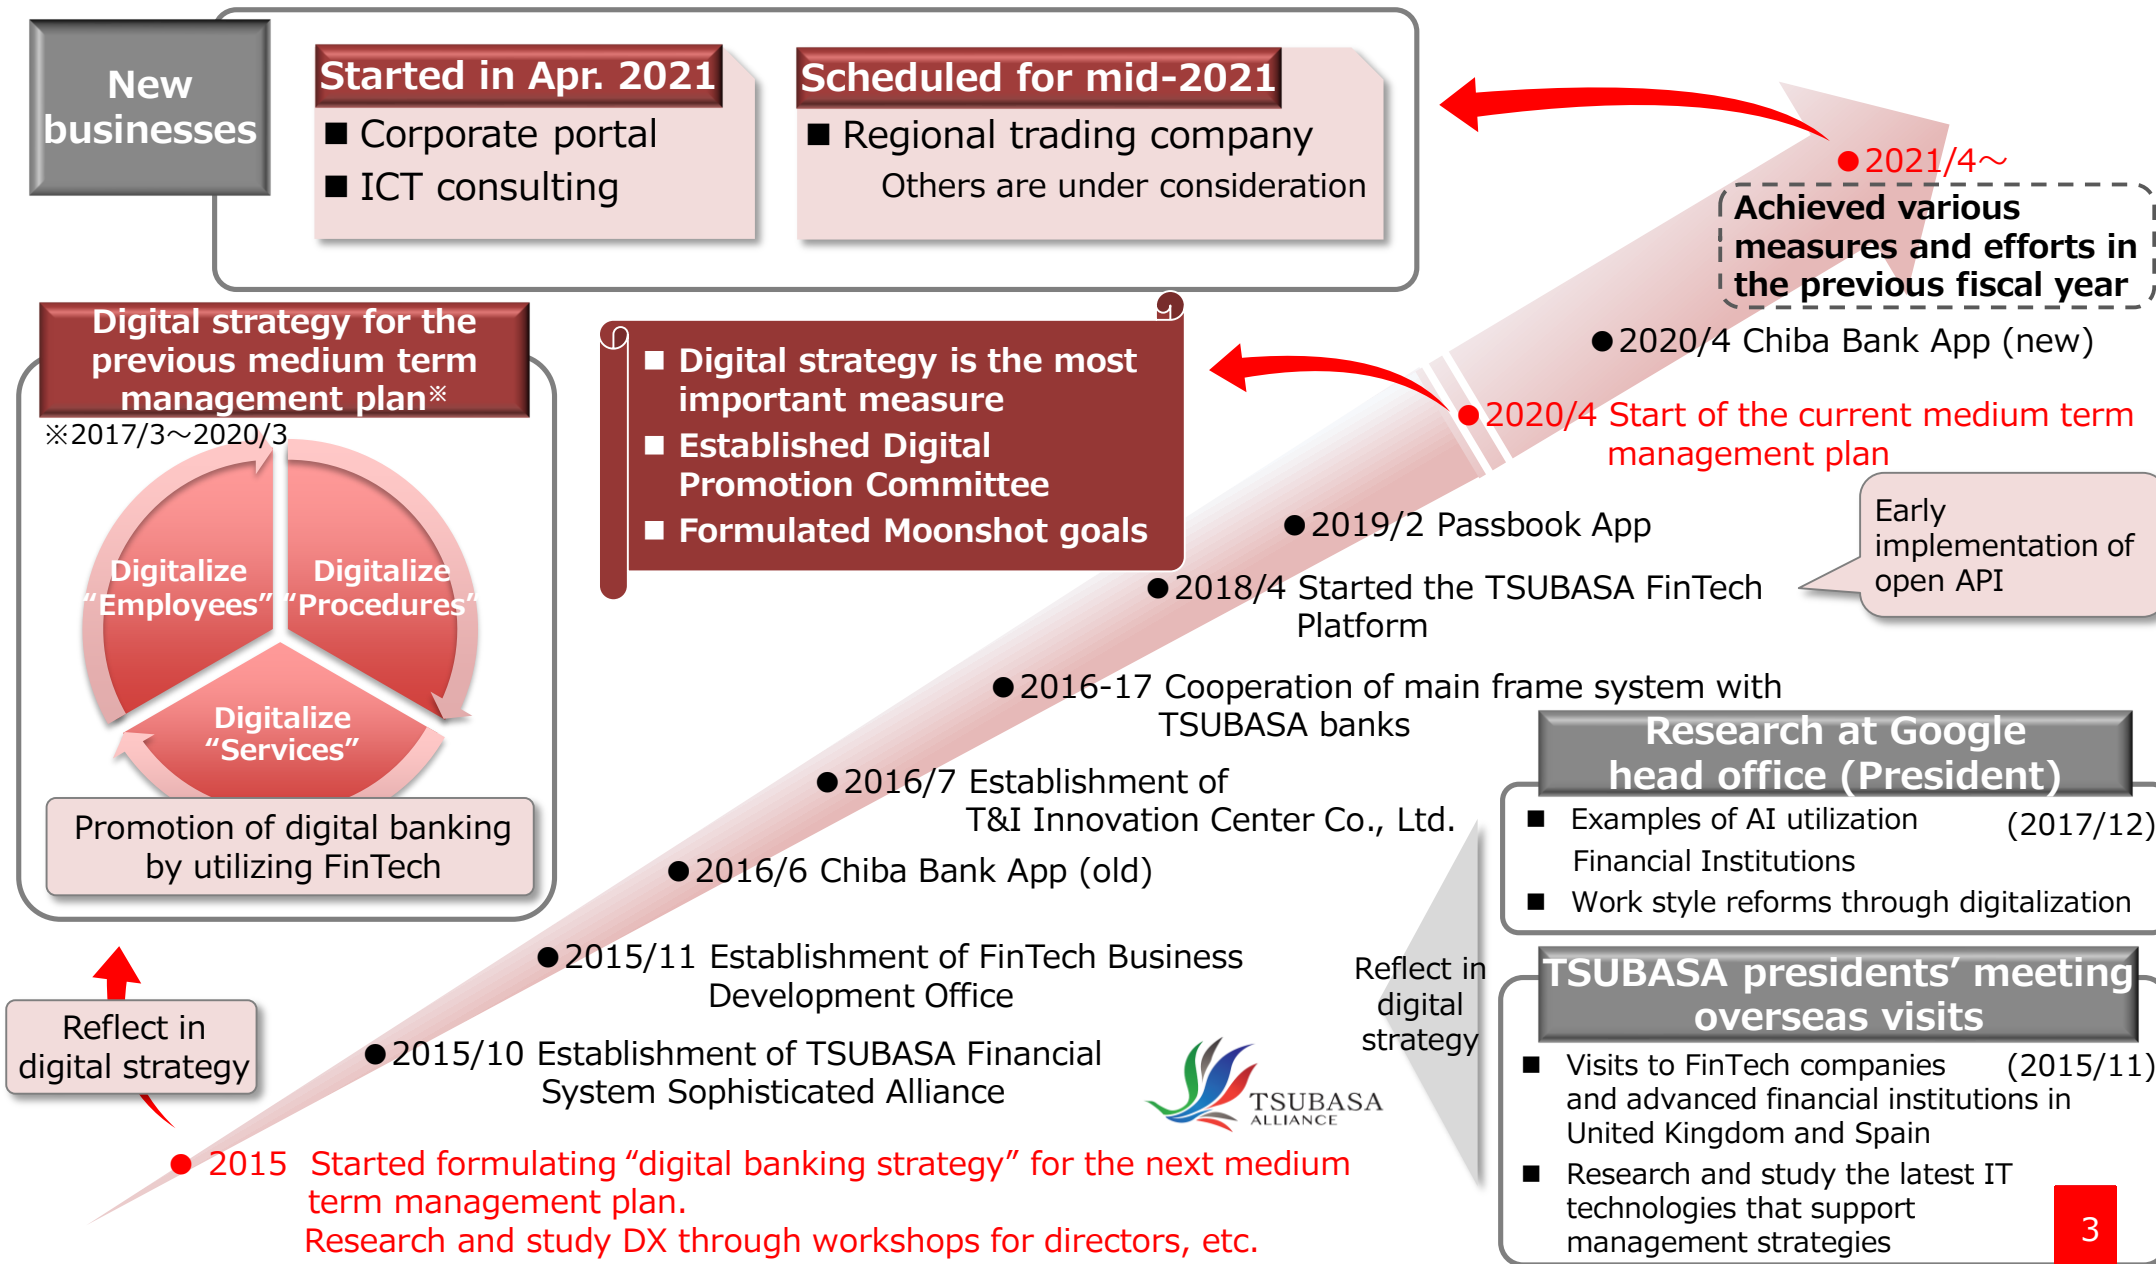 New
businesses
Started in Apr. 2021
■ Corporate portal
■ ICT consulting
Scheduled for mid-2021
■ Regional trading company
Others are under consideration
● 2021/4～
Achieved various
measures and efforts in
the previous fiscal year
● 2020/4 Chiba Bank App (new)
● 2020/4 Start of the current medium term
management plan
■ Digital strategy is the most
important measure
■ Established Digital
Promotion Committee
■ Formulated Moonshot goals
Digital strategy for the
previous medium term
management plan※
※2017/3～2020/3
Digitalize
“Employees”
Digitalize
“Procedures”
Digitalize
“Services”
Promotion of digital banking
by utilizing FinTech
● 2019/2 Passbook App
● 2018/4 Started the TSUBASA FinTech
Platform
Early
implementation of
open API
● 2016-17 Cooperation of main frame system with
TSUBASA banks
● 2016/7 Establishment of
T&I Innovation Center Co., Ltd.
● 2016/6 Chiba Bank App (old)
● 2015/11 Establishment of FinTech Business
Development Office
● 2015/10 Establishment of TSUBASA Financial
System Sophisticated Alliance
TSUBASA
ALLIANCE
Reflect in
digital strategy
● 2015 Started formulating “digital banking strategy” for the next medium
term management plan.
Research and study DX through workshops for directors, etc.
Reflect in
digital
strategy
Research at Google
head office (President)
■ Examples of AI utilization (2017/12)
Financial Institutions
■ Work style reforms through digitalization
TSUBASA presidents’ meeting
overseas visits
■ Visits to FinTech companies (2015/11)
and advanced financial institutions in
United Kingdom and Spain
■ Research and study the latest IT
technologies that support
management strategies
3